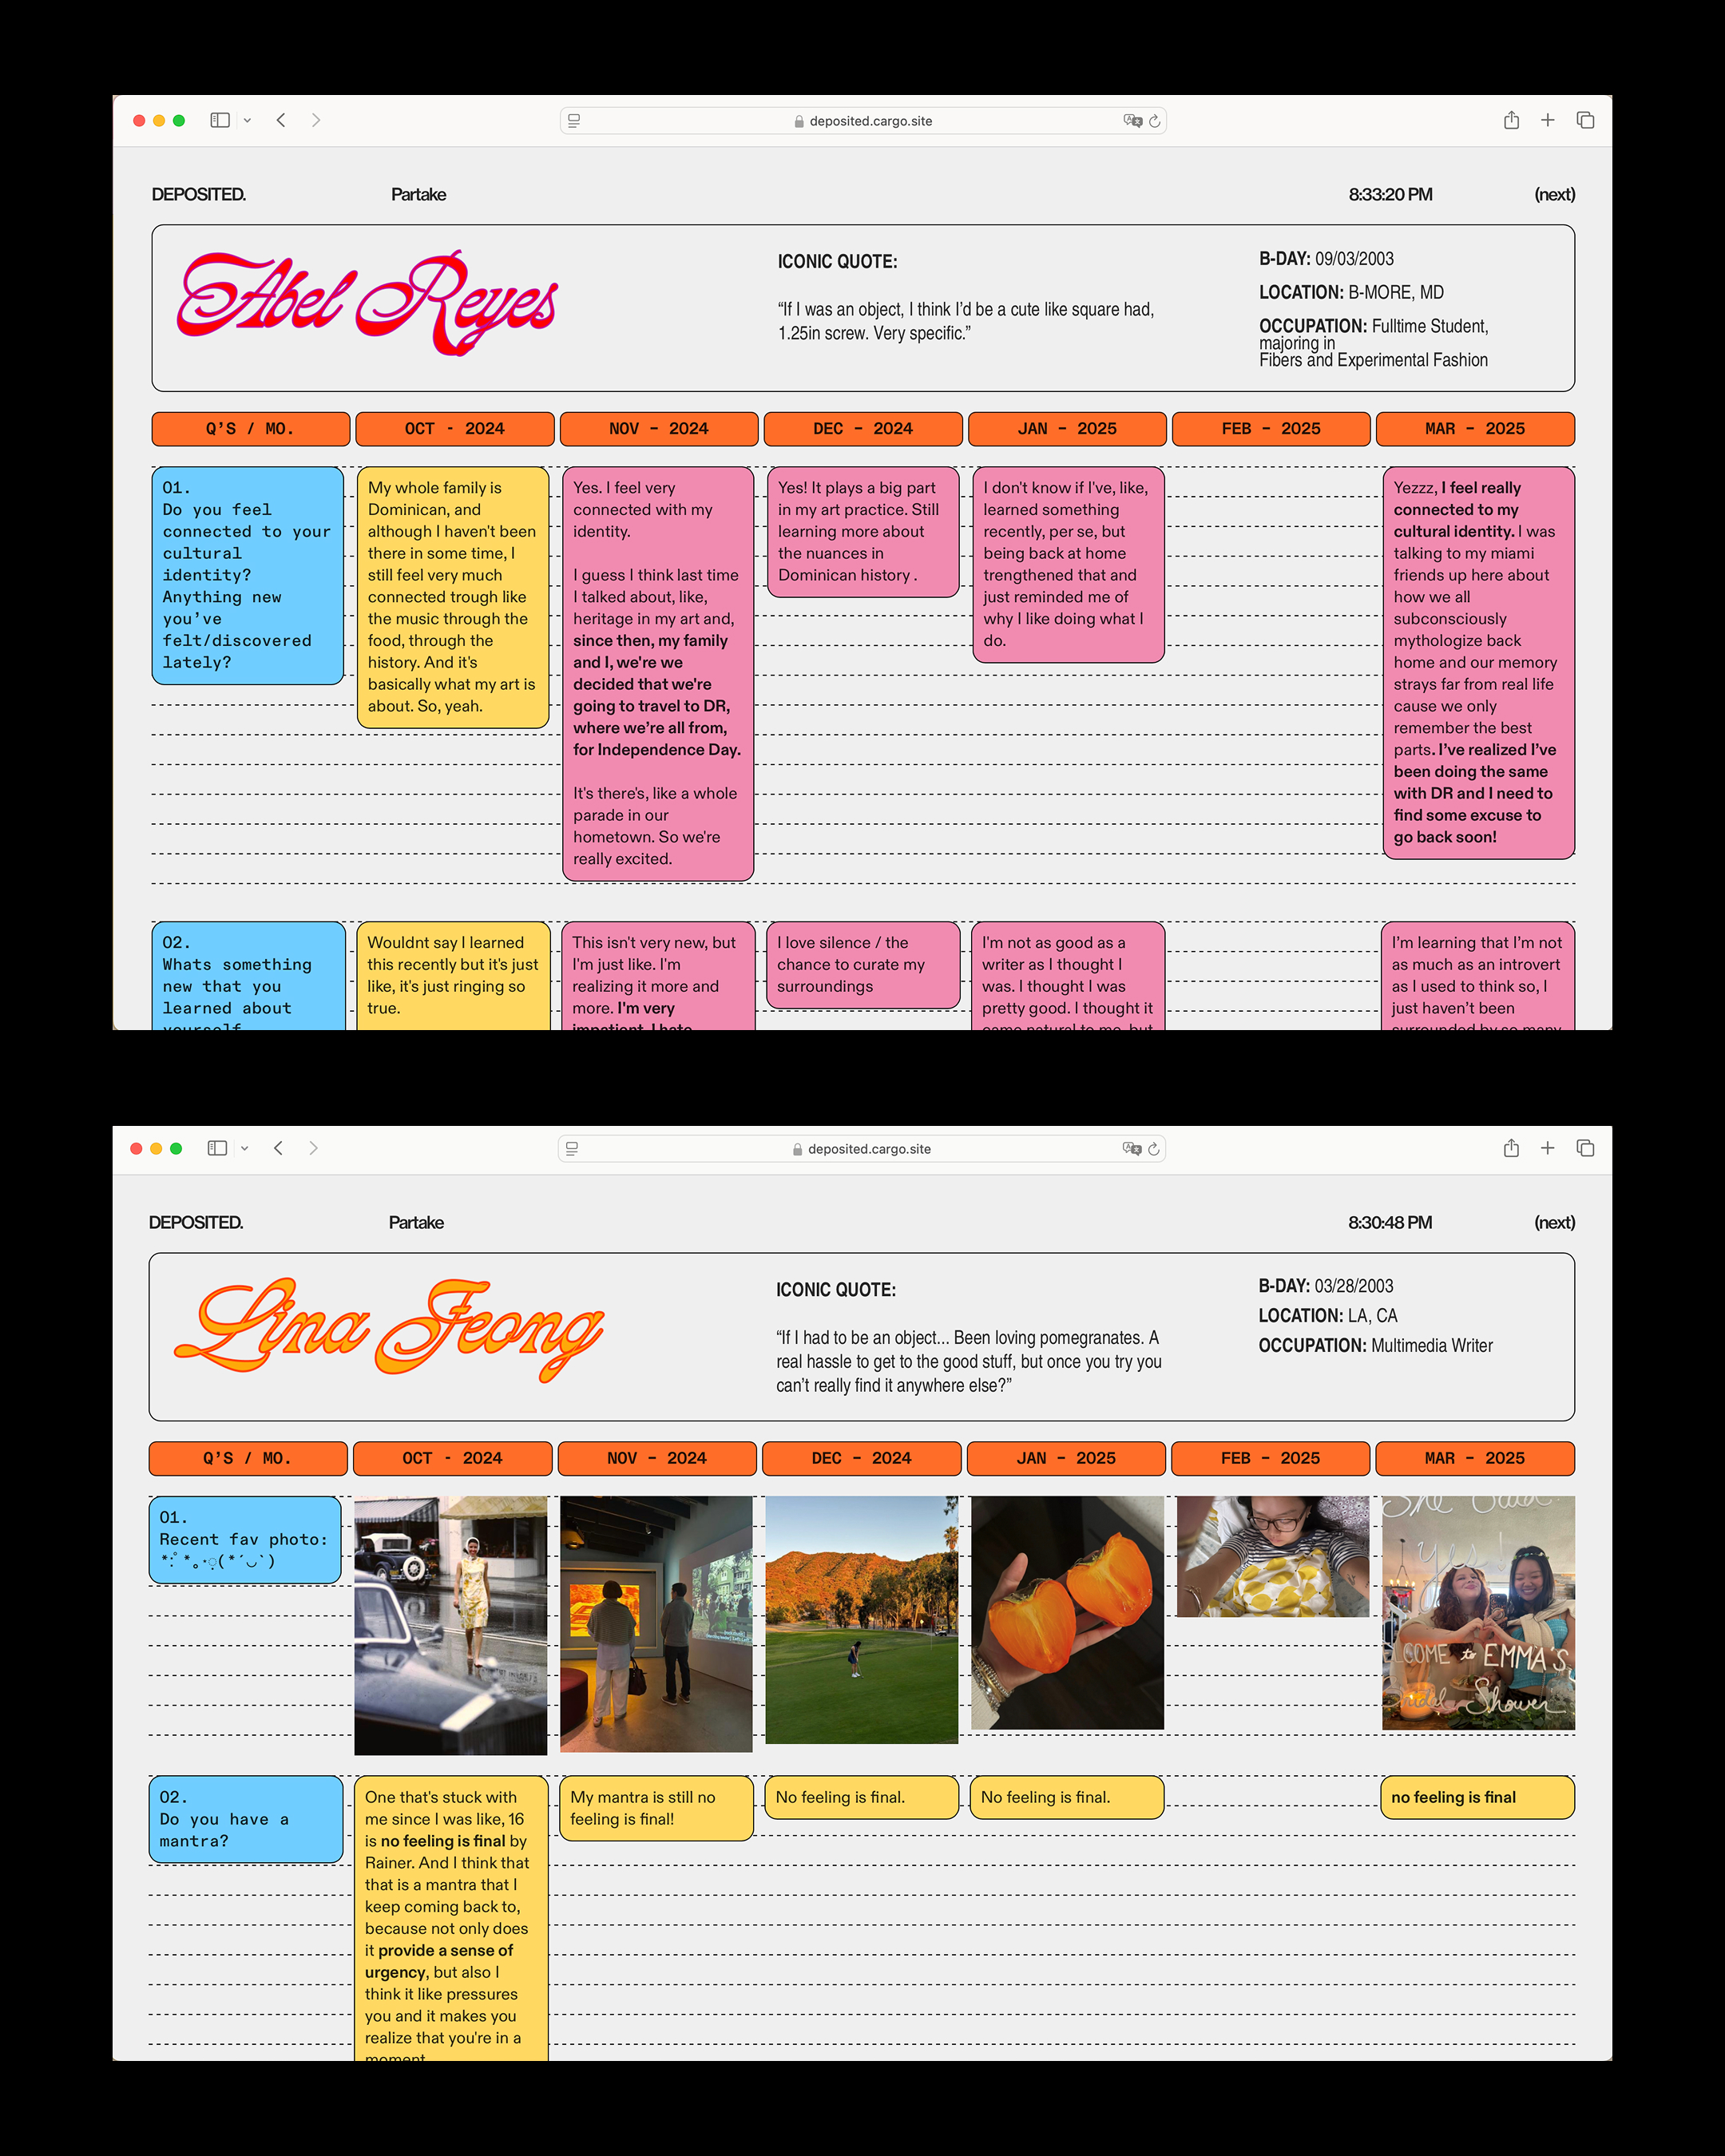 deposited.cargo.site
DEPOSITED.
Partake
8:33:20 PM
(next)
Abel Reyes
ICONIC QUOTE:
“If I was an object, I think I’d be a cute like square had,
1.25in screw. Very specific.”
B-DAY: 09/03/2003
LOCATION: B-MORE, MD
OCCUPATION: Fulltime Student,
majoring in
Fibers and Experimental Fashion
Q’S / MO.
OCT - 2024
NOV – 2024
DEC – 2024
JAN – 2025
FEB – 2025
MAR – 2025
01.
Do you feel
connected to your
cultural
identity?
Anything new
you’ve
felt/discovered
lately?
My whole family is
Dominican, and
although I haven't been
there in some time, I
still feel very much
connected trough like
the music through the
food, through the
history. And it's
basically what my art is
about. So, yeah.
Yes. I feel very
connected with my
identity.
I guess I think last time
I talked about, like,
heritage in my art and,
since then, my family
and I, we're we
decided that we're
going to travel to DR,
where we’re all from,
for Independence Day.
It's there's, like a whole
parade in our
hometown. So we're
really excited.
Yes! It plays a big part
in my art practice. Still
learning more about
the nuances in
Dominican history .
I don't know if I've, like,
learned something
recently, per se, but
being back at home
trengthened that and
just reminded me of
why I like doing what I
do.
Yezzz, I feel really
connected to my
cultural identity. I was
talking to my miami
friends up here about
how we all
subconsciously
mythologize back
home and our memory
strays far from real life
cause we only
remember the best
parts. I’ve realized I’ve
been doing the same
with DR and I need to
find some excuse to
go back soon!
02.
Whats something
new that you
learned about
yourself
Wouldnt say I learned
this recently but it's just
like, it's just ringing so
true.
This isn't very new, but
I'm just like. I'm
realizing it more and
more. I'm very
impatient. I hate
I love silence / the
chance to curate my
surroundings
I'm not as good as a
writer as I thought I
was. I thought I was
pretty good. I thought it
came natural to me, but
I’m learning that I’m not
as much as an introvert
as I used to think so, I
just haven’t been
surrounded by so many
deposited.cargo.site
DEPOSITED.
Partake
8:30:48 PM
(next)
Lina Jeong
ICONIC QUOTE:
“If I had to be an object... Been loving pomegranates. A
real hassle to get to the good stuff, but once you try you
can’t really find it anywhere else?”
B-DAY: 03/28/2003
LOCATION: LA, CA
OCCUPATION: Multimedia Writer
Q’S / MO.
OCT - 2024
NOV – 2024
DEC – 2024
JAN – 2025
FEB – 2025
MAR – 2025
01.
Recent fav photo:
She Said
yes!
WELCOME to EMMA'S
Bridal Shower
02.
Do you have a
mantra?
One that's stuck with
me since I was like, 16
is no feeling is final by
Rainer. And I think that
that is a mantra that I
keep coming back to,
because not only does
it provide a sense of
urgency, but also I
think it like pressures
you and it makes you
realize that you're in a
moment
My mantra is still no
feeling is final!
No feeling is final.
No feeling is final.
no feeling is final